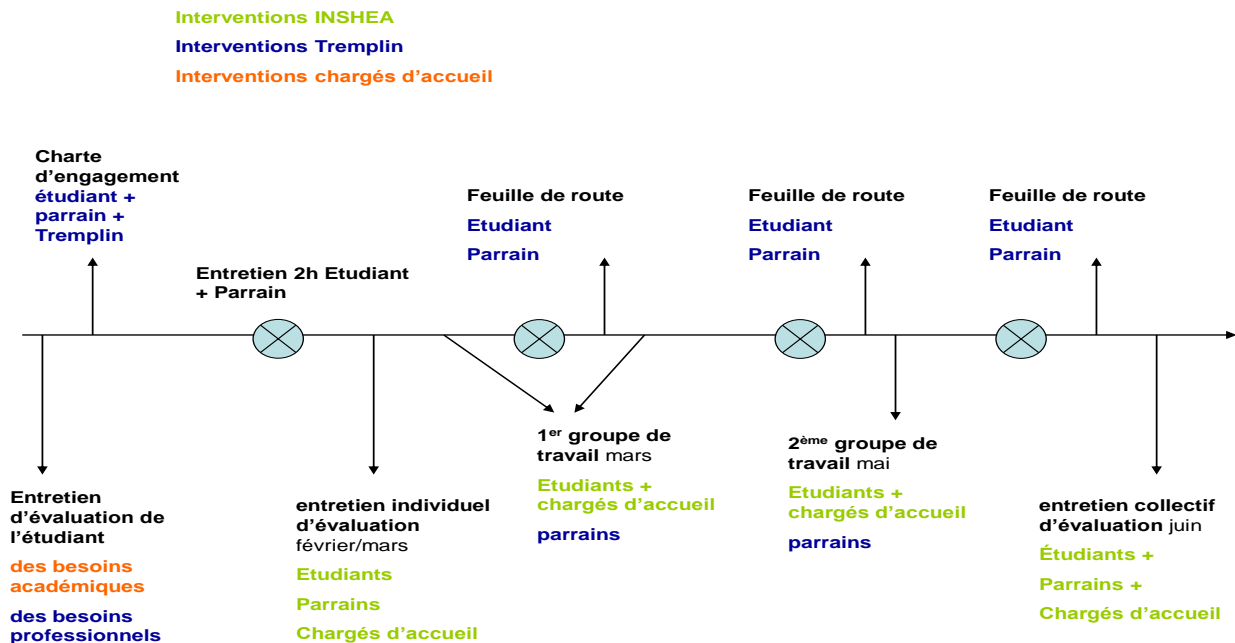 Interventions INSHEA
Interventions Tremplin
Interventions chargés d'accueil
Charte
d'engagement
étudiant +
parrain +
Tremplin
Entretien 2h Etudiant
+ Parrain
Feuille de route
Etudiant
Parrain
Feuille de route
Etudiant
Parrain
Feuille de route
Etudiant
Parrain
Entretien
d'évaluation de
l'étudiant
des besoins
académiques
des besoins
professionnels
entretien individuel
d'évaluation
février/mars
Etudiants
Parrains
Chargés d'accueil
1er groupe de
travail mars
Etudiants +
chargés d'accueil
parrains
2ème groupe de
travail mai
Etudiants +
chargés d'accueil
parrains
entretien collectif
d'évaluation juin
Étudiants +
Parrains +
Chargés d'accueil